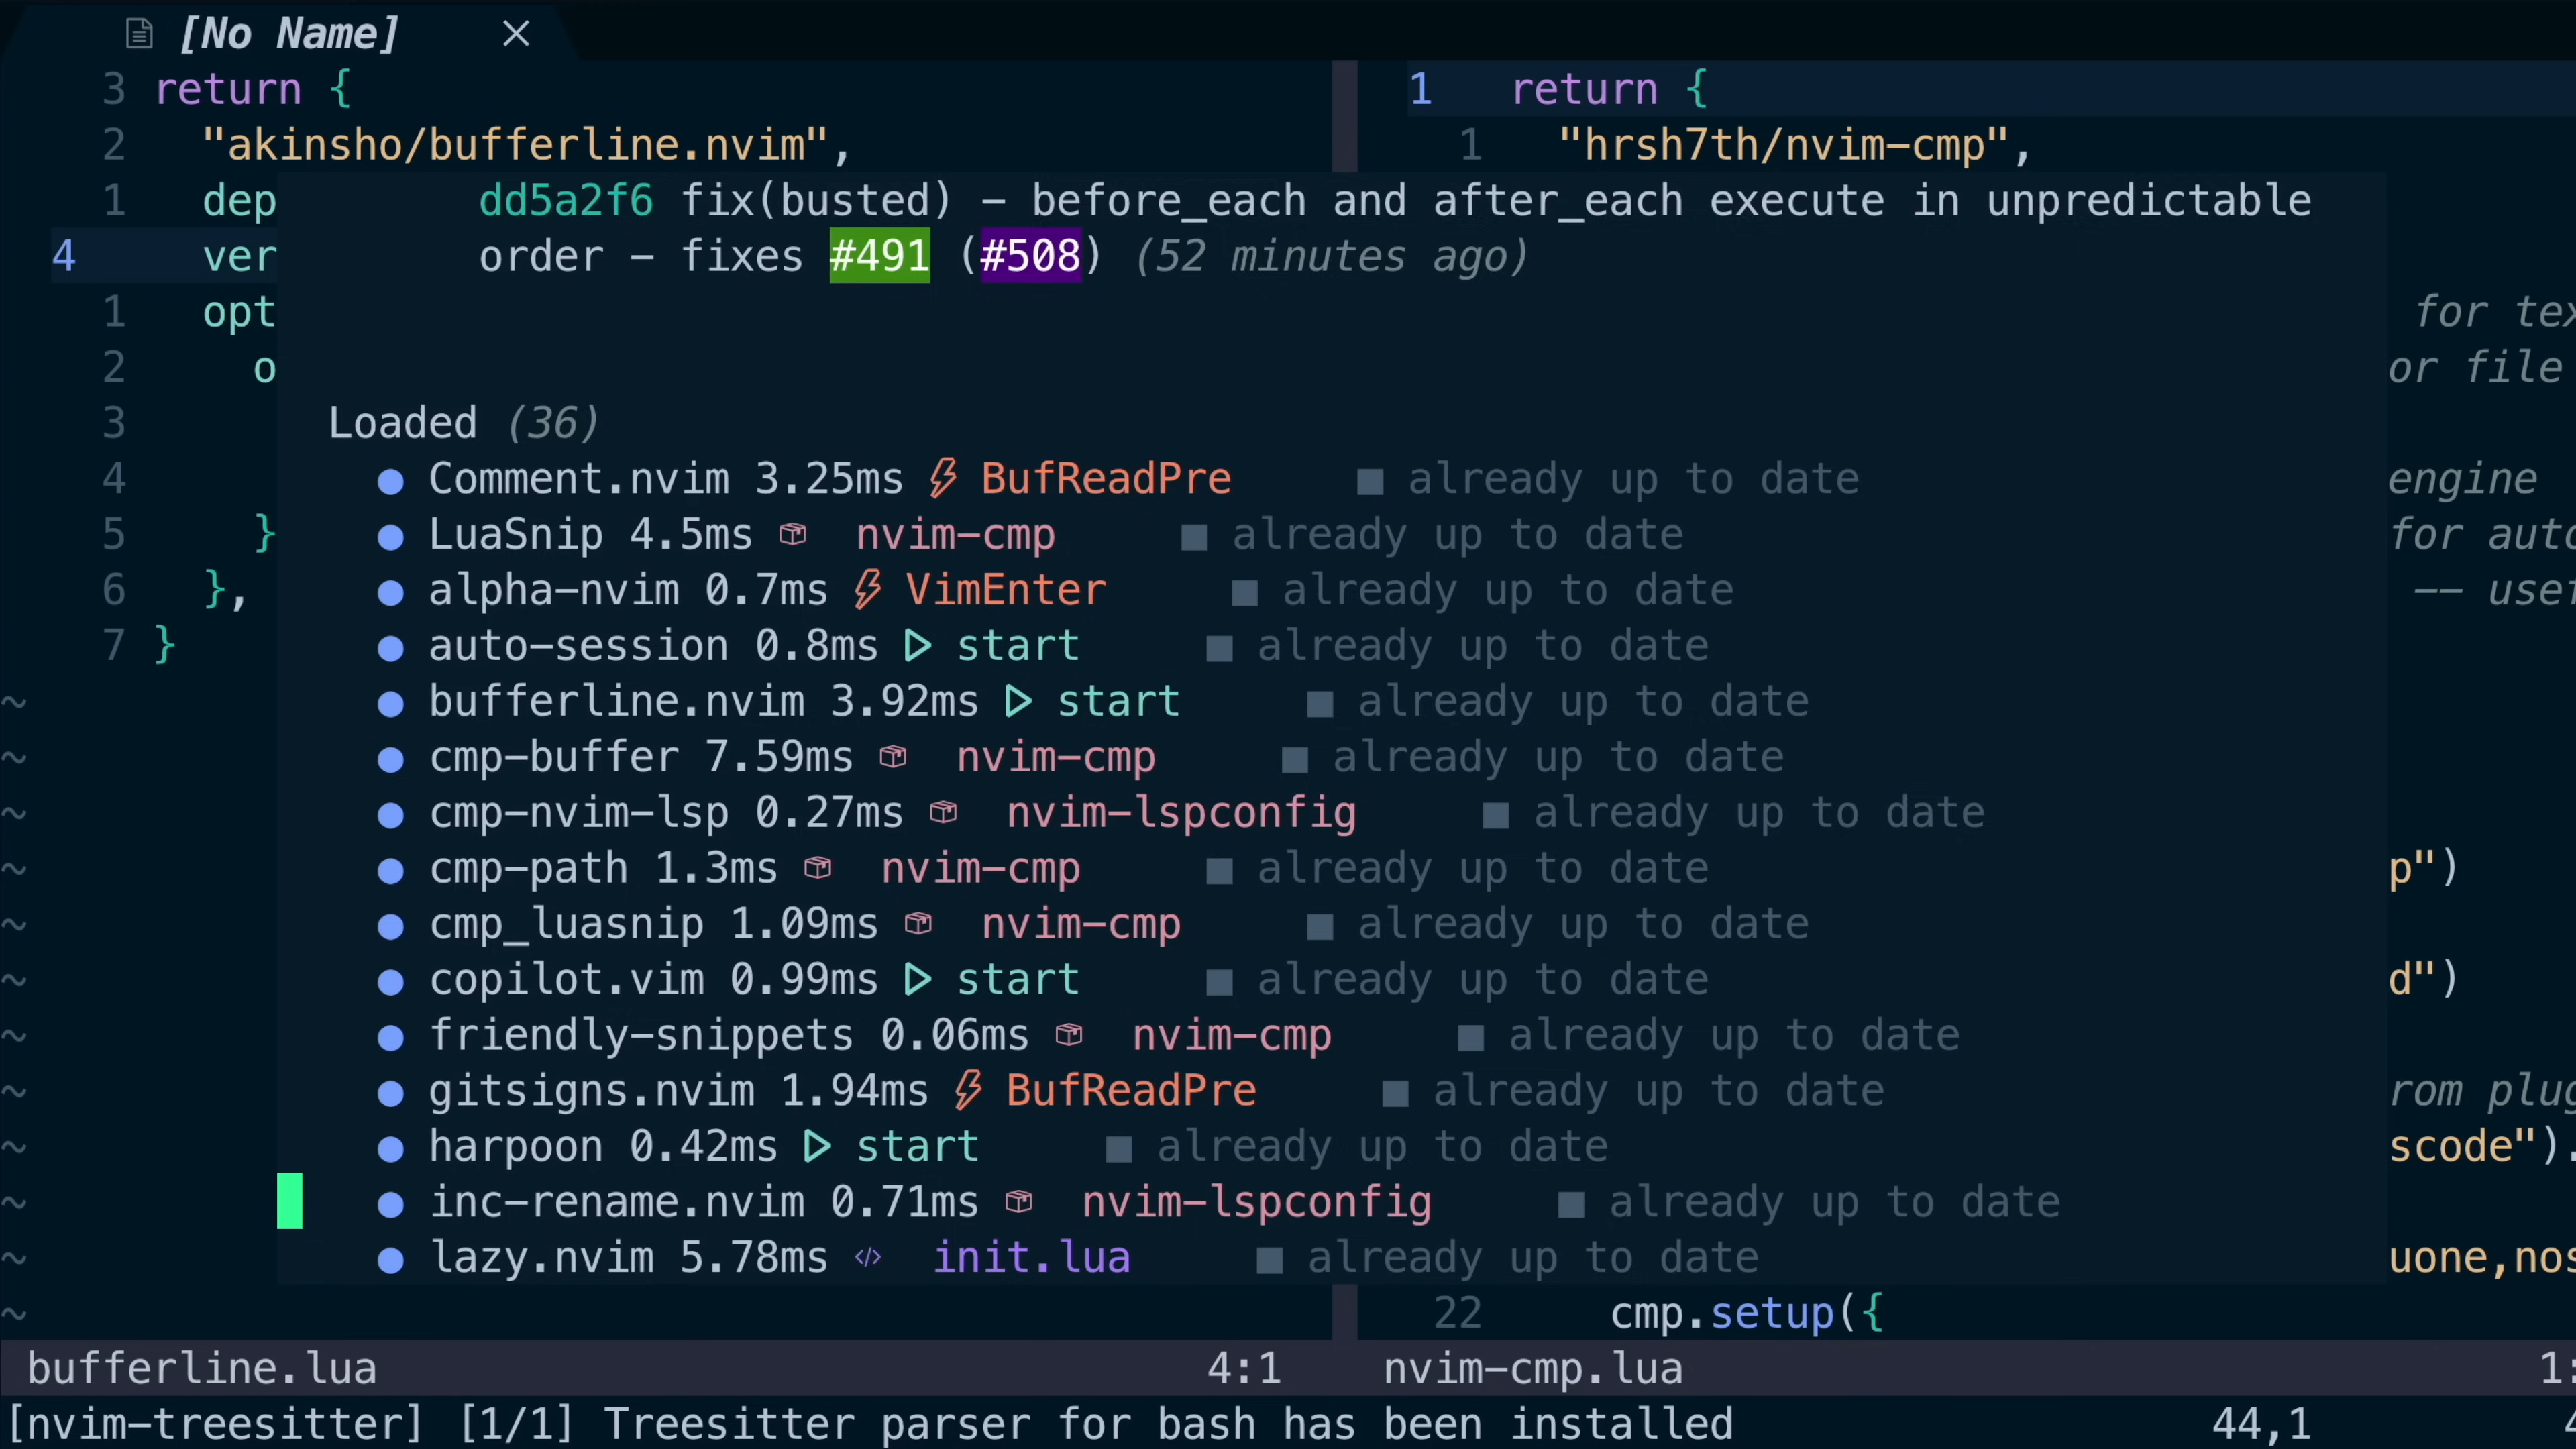 [No Name]
3 return {
2 "akinsho/bufferline.nvim",
1 dep
4 ver
1 opt
2 o
3
4
5 }
6 },
7 }
~
~
~
~
~
~
~
~
~
~
~
~
1 return {
1 "hrsh7th/nvim-cmp",
for tex
or file
engine
for auto
-- usef
p")
d")
rom plug
scode").
uone,nos
22 cmp.setup({
dd5a2f6 fix(busted) - before_each and after_each execute in unpredictable
order - fixes #491 (#508) (52 minutes ago)
Loaded (36)
● Comment.nvim 3.25ms BufReadPre ■ already up to date
● LuaSnip 4.5ms nvim-cmp ■ already up to date
● alpha-nvim 0.7ms VimEnter ■ already up to date
● auto-session 0.8ms start ■ already up to date
● bufferline.nvim 3.92ms start ■ already up to date
● cmp-buffer 7.59ms nvim-cmp ■ already up to date
● cmp-nvim-lsp 0.27ms nvim-lspconfig ■ already up to date
● cmp-path 1.3ms nvim-cmp ■ already up to date
● cmp_luasnip 1.09ms nvim-cmp ■ already up to date
● copilot.vim 0.99ms start ■ already up to date
● friendly-snippets 0.06ms nvim-cmp ■ already up to date
● gitsigns.nvim 1.94ms BufReadPre ■ already up to date
● harpoon 0.42ms start ■ already up to date
● inc-rename.nvim 0.71ms nvim-lspconfig ■ already up to date
● lazy.nvim 5.78ms </> init.lua ■ already up to date
bufferline.lua 4:1 nvim-cmp.lua 1:
[nvim-treesitter] [1/1] Treesitter parser for bash has been installed 44,1